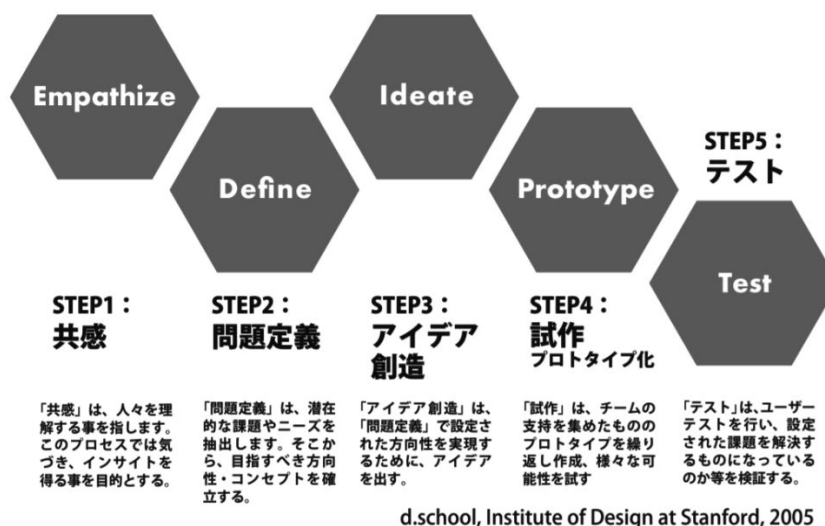 Empathize
Define
Ideate
Prototype
Test
STEP1：
共感
「共感」は、人々を理
解する事を指します。
このプロセスでは気
づき、インサイトを
得る事を目的とする。
STEP2：
問題定義
「問題定義」は、潜在
的な課題やニーズを
抽出します。そこか
ら、目指すべき方向
性・コンセプトを確
立する。
STEP3：
アイデア
創造
「アイデア創造」は、
「問題定義」で設定さ
れた方向性を実現す
るために、アイデア
を出す。
STEP4：
試作
プロトタイプ化
「試作」は、チームの
支持を集めたものの
プロトタイプを繰り
返し作成、様々な可
能性を試す
STEP5：
テスト
「テスト」は、ユーザー
テストを行い、設定
された課題を解決す
るものになっている
のか等を検証する。
d.school, Institute of Design at Stanford, 2005